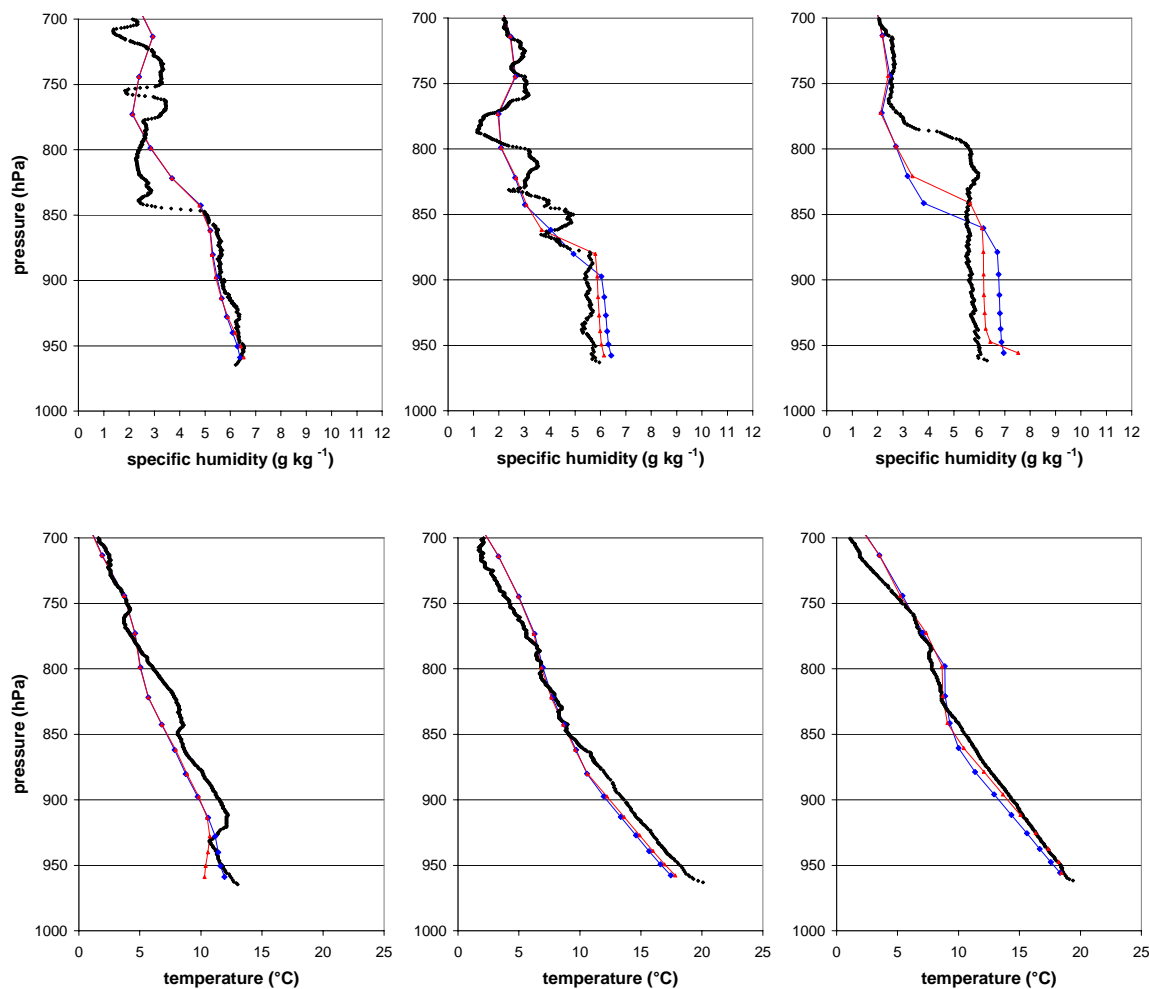 700 700 700
750 750 750
800 800 800
850 850 850
900 900 900
950 950 950
1000 1000 1000
pressure (hPa)
0 1 2 3 4 5 6 7 8 9 10 11 12 0 1 2 3 4 5 6 7 8 9 10 11 12 0 1 2 3 4 5 6 7 8 9 10 11 12
specific humidity (g kg -1) specific humidity (g kg -1) specific humidity (g kg -1)
700 700 700
750 750 750
800 800 800
850 850 850
900 900 900
950 950 950
1000 1000 1000
pressure (hPa)
0 5 10 15 20 25 0 5 10 15 20 25 0 5 10 15 20 25
temperature (°C) temperature (°C) temperature (°C)